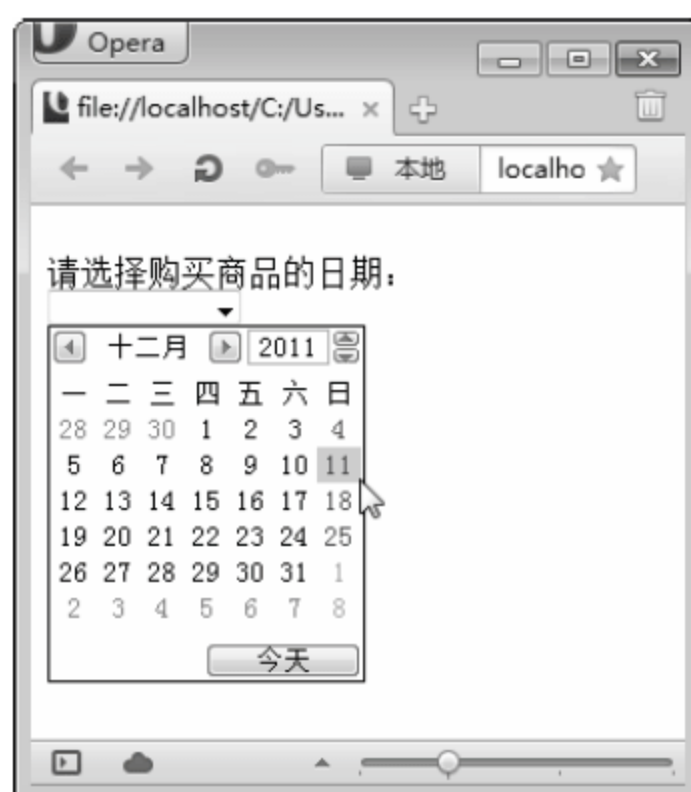 Opera
file://localhost/C:/Us...
本地 localho
请选择购买商品的日期：
十二月 2011
一 二 三 四 五 六 日
28 29 30 1 2 3 4
5 6 7 8 9 10 11
12 13 14 15 16 17 18
19 20 21 22 23 24 25
26 27 28 29 30 31 1
2 3 4 5 6 7 8
今天